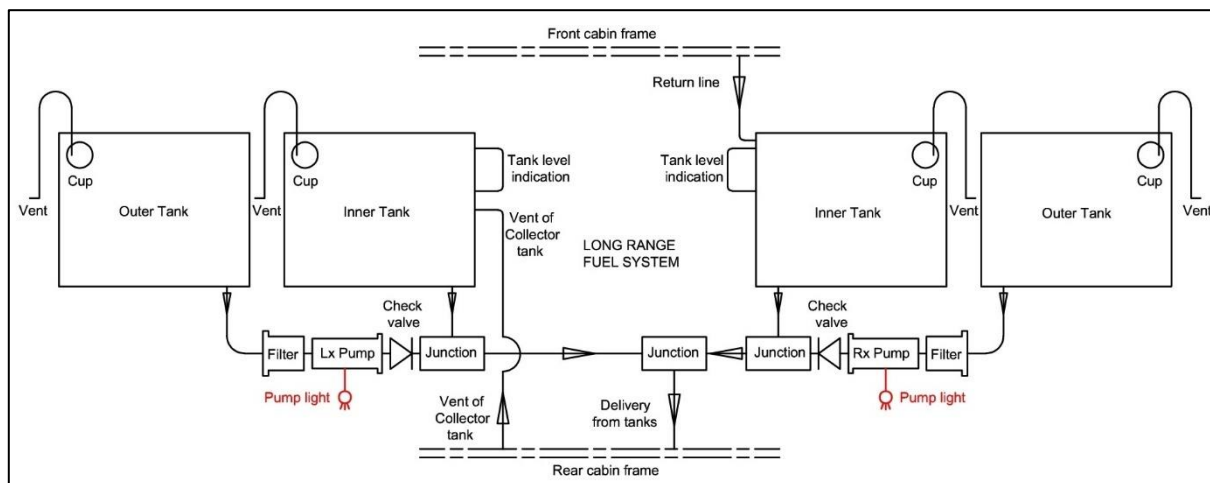 Front cabin frame
Return line
Cup
Cup
Cup
Cup
Tank level
indication
Tank level
indication
Vent
Outer Tank
Vent
Inner Tank
Vent of
Collector
tank
LONG RANGE
FUEL SYSTEM
Inner Tank
Vent
Outer Tank
Vent
Check
valve
Check
valve
Filter
Lx Pump
Junction
Junction
Junction
Rx Pump
Filter
Pump light
Vent of
Collector
tank
Delivery
from tanks
Pump light
Rear cabin frame